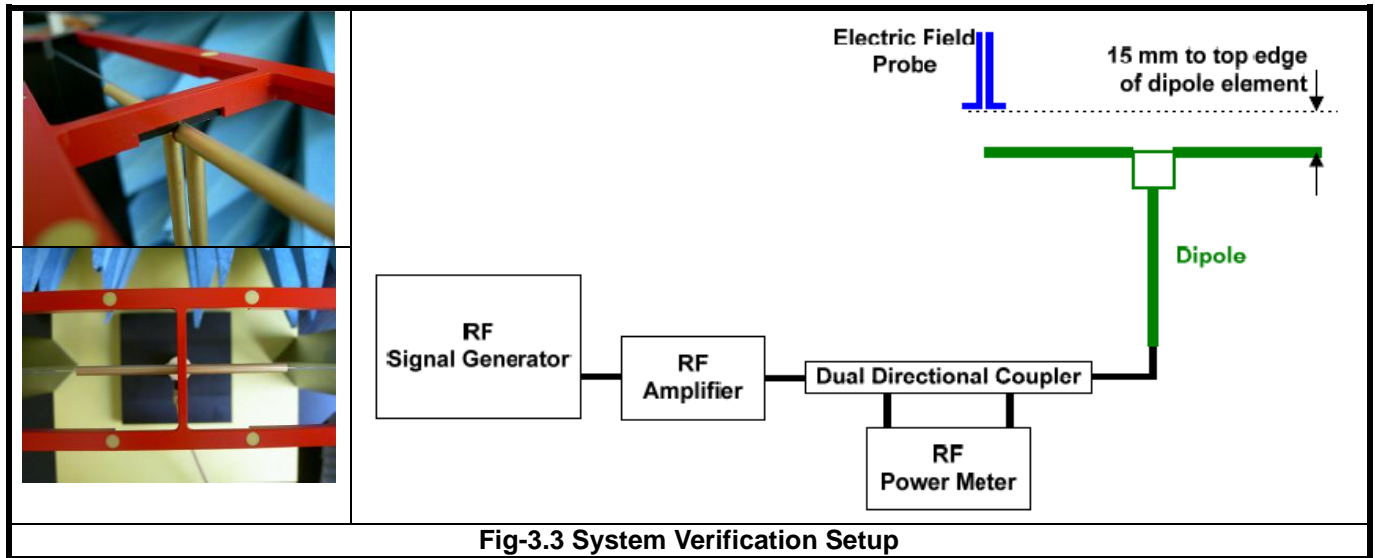 Electric Field
Probe
15 mm to top edge
of dipole element
Dipole
RF
Signal Generator
RF
Amplifier
Dual Directional Coupler
RF
Power Meter
Fig-3.3 System Verification Setup